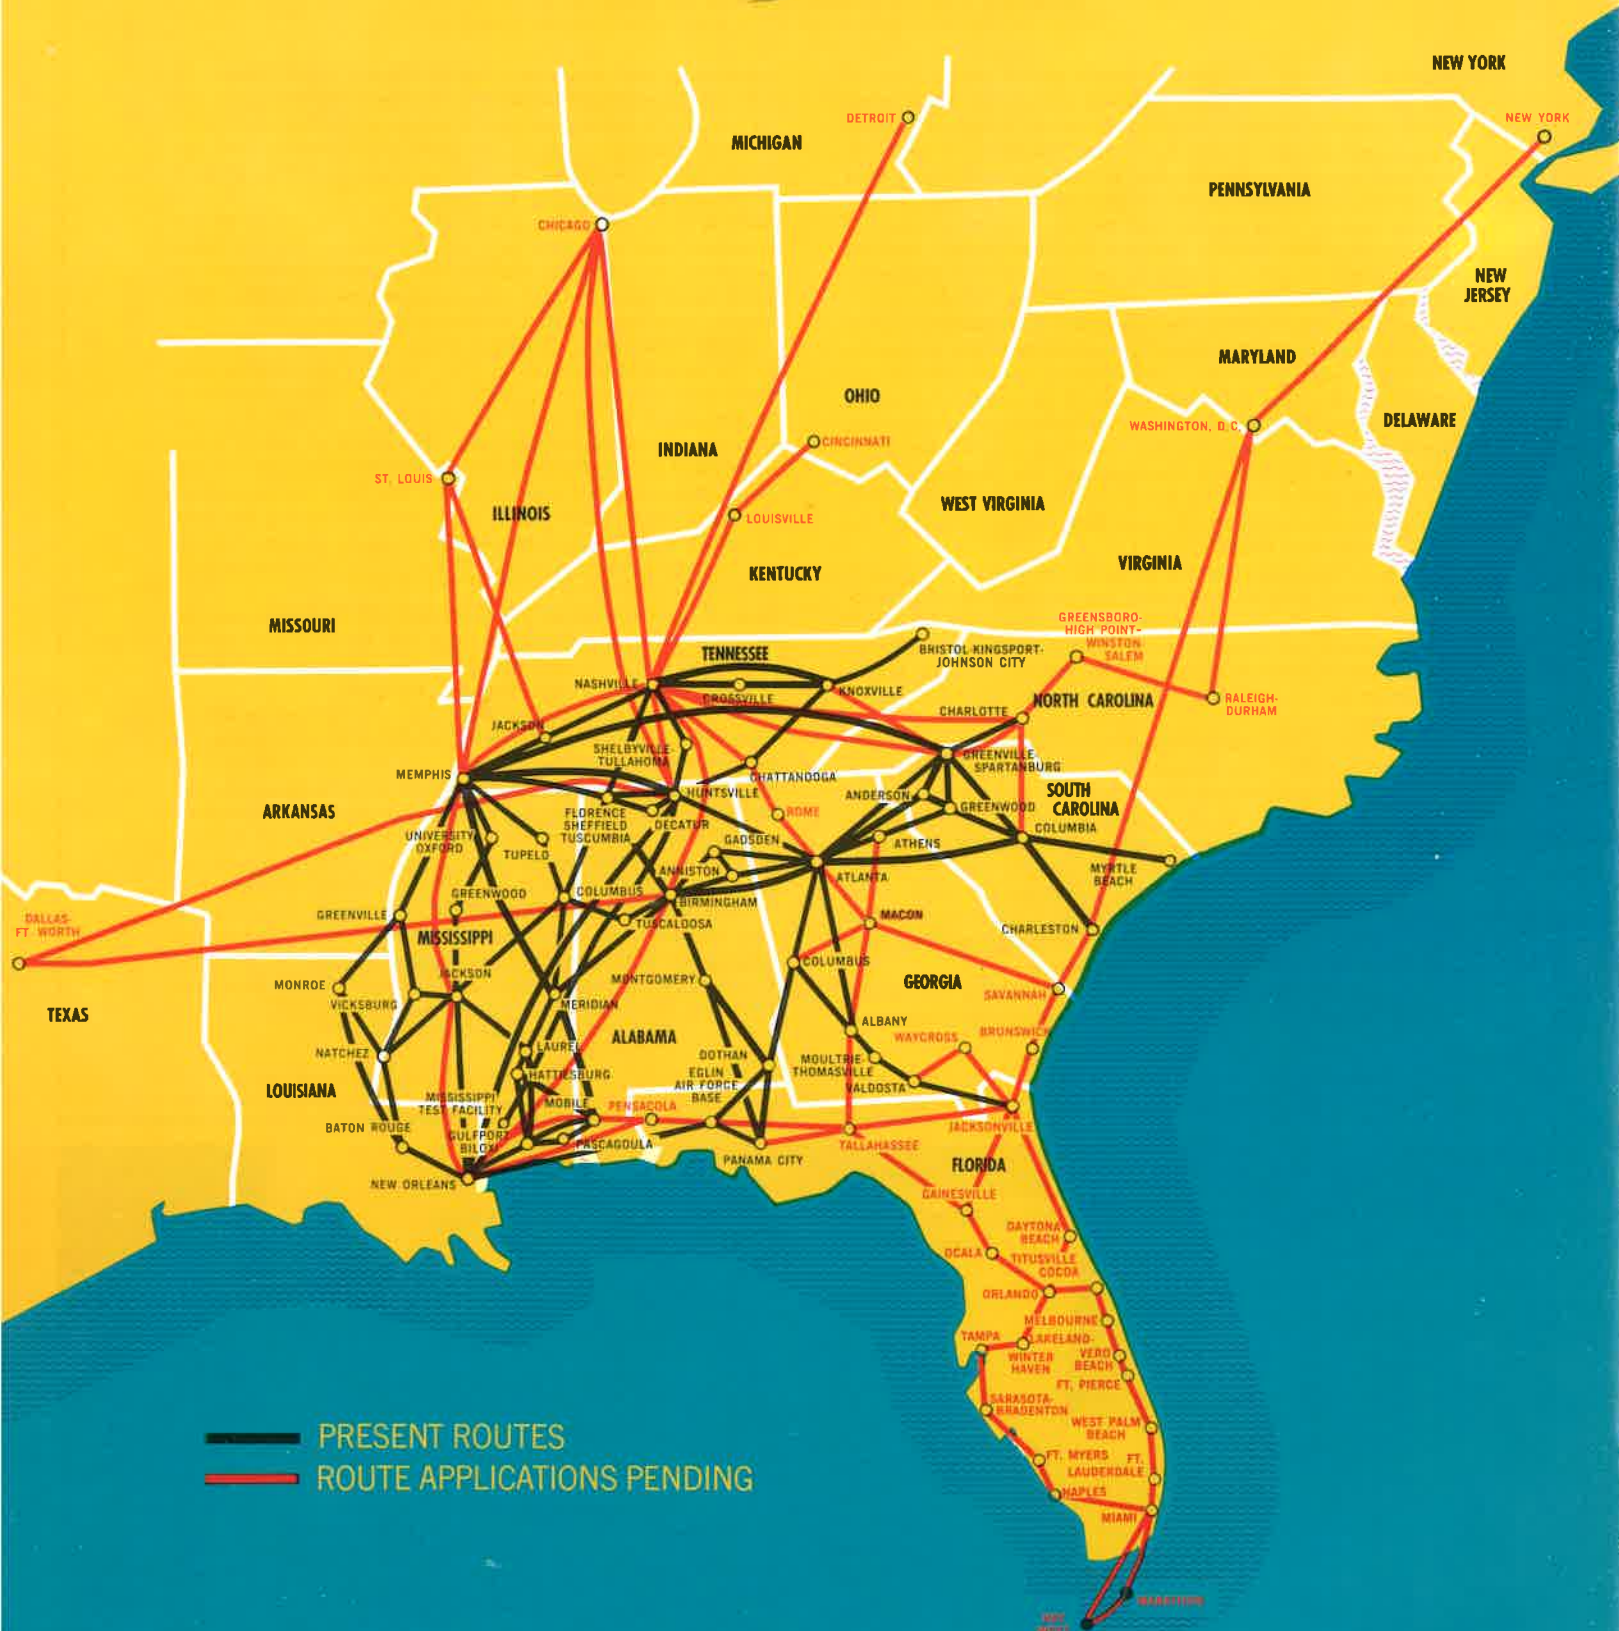 NEW YORK
DETROIT
NEW YORK
MICHIGAN
PENNSYLVANIA
CHICAGO
NEW
JERSEY
MARYLAND
OHIO
DELAWARE
WASHINGTON, D.C.
CINCINNATI
INDIANA
ST. LOUIS
WEST VIRGINIA
ILLINOIS
LOUISVILLE
VIRGINIA
KENTUCKY
GREENSBORO-
HIGH POINT-
WINSTON-
SALEM
MISSOURI
TENNESSEE
BRISTOL-KINGSPORT-
JOHNSON CITY
NASHVILLE
CROSSVILLE
KNOXVILLE
NORTH CAROLINA
RALEIGH-
DURHAM
CHARLOTTE
JACKSON
SHELBYVILLE-
TULLAHOMA
GREENVILLE
SPARTANBURG
MEMPHIS
CHATTANOOGA
HUNTSVILLE
ANDERSON
SOUTH
CAROLINA
ARKANSAS
FLORENCE
SHEFFIELD
TUSCUMBIA
DECATUR
ROME
GREENWOOD
COLUMBIA
UNIVERSITY
OXFORD
TUPELO
GADSDEN
ATHENS
ANNISTON
ATLANTA
MYRTLE
BEACH
GREENWOOD
COLUMBUS
BIRMINGHAM
DALLAS-
FT. WORTH
GREENVILLE
TUSCALOOSA
MACON
CHARLESTON
MISSISSIPPI
COLUMBUS
JACKSON
MONTGOMERY
GEORGIA
MONROE
VICKSBURG
MERIDIAN
SAVANNAH
TEXAS
ALBANY
ALABAMA
WAYCROSS
BRUNSWICK
NATCHEZ
LAUREL
DOTHAN
MOULTRIE-
THOMASVILLE
LOUISIANA
HATTIESBURG
EGLIN
AIR FORCE
BASE
VALDOSTA
MISSISSIPPI
TEST FACILITY
MOBILE
PENSACOLA
BATON ROUGE
GULFPORT
BILOXI
PASCAGOULA
TALLAHASSEE
JACKSONVILLE
PANAMA CITY
FLORIDA
NEW ORLEANS
GAINESVILLE
DAYTONA
BEACH
OCALA
TITUSVILLE
COCOA
ORLANDO
MELBOURNE
TAMPA
LAKELAND-
WINTER
HAVEN
VERO
BEACH
FT. PIERCE
SARASOTA-
BRADENTON
WEST PALM
BEACH
PRESENT ROUTES
FT. MYERS
FT.
LAUDERDALE
ROUTE APPLICATIONS PENDING
NAPLES
MIAMI